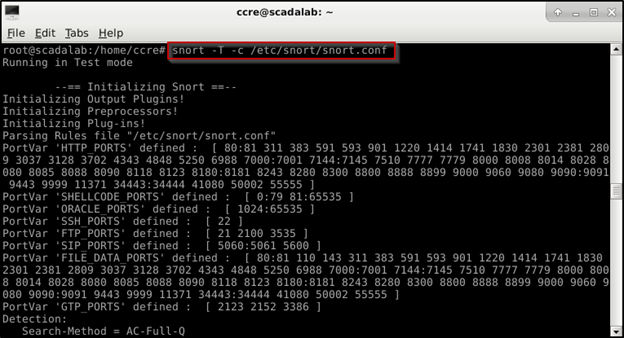 ccre@scadalab: ~
File Edit Tabs Help
root@scadalab:/home/ccre# snort -T -c /etc/snort/snort.conf
Running in Test mode
--== Initializing Snort ==--
Initializing Output Plugins!
Initializing Preprocessors!
Initializing Plug-ins!
Parsing Rules file "/etc/snort/snort.conf"
PortVar 'HTTP_PORTS' defined :  [ 80:81 311 383 591 593 901 1220 1414 1741 1830 2301 2381 280
9 3037 3128 3702 4343 4848 5250 6988 7000:7001 7144:7145 7510 7777 7779 8000 8008 8014 8028 8
080 8085 8088 8090 8118 8123 8180:8181 8243 8280 8300 8800 8888 8899 9000 9060 9080 9090:9091
9443 9999 11371 34443:34444 41080 50002 55555 ]
PortVar 'SHELLCODE_PORTS' defined :  [ 0:79 81:65535 ]
PortVar 'ORACLE_PORTS' defined :  [ 1024:65535 ]
PortVar 'SSH_PORTS' defined :  [ 22 ]
PortVar 'FTP_PORTS' defined :  [ 21 2100 3535 ]
PortVar 'SIP_PORTS' defined :  [ 5060:5061 5600 ]
PortVar 'FILE_DATA_PORTS' defined :  [ 80:81 110 143 311 383 591 593 901 1220 1414 1741 1830
2301 2381 2809 3037 3128 3702 4343 4848 5250 6988 7000:7001 7144:7145 7510 7777 7779 8000 800
8 8014 8028 8080 8085 8088 8090 8118 8123 8180:8181 8243 8280 8300 8800 8888 8899 9000 9060 9
080 9090:9091 9443 9999 11371 34443:34444 41080 50002 55555 ]
PortVar 'GTP_PORTS' defined :  [ 2123 2152 3386 ]
Detection:
Search-Method = AC-Full-Q